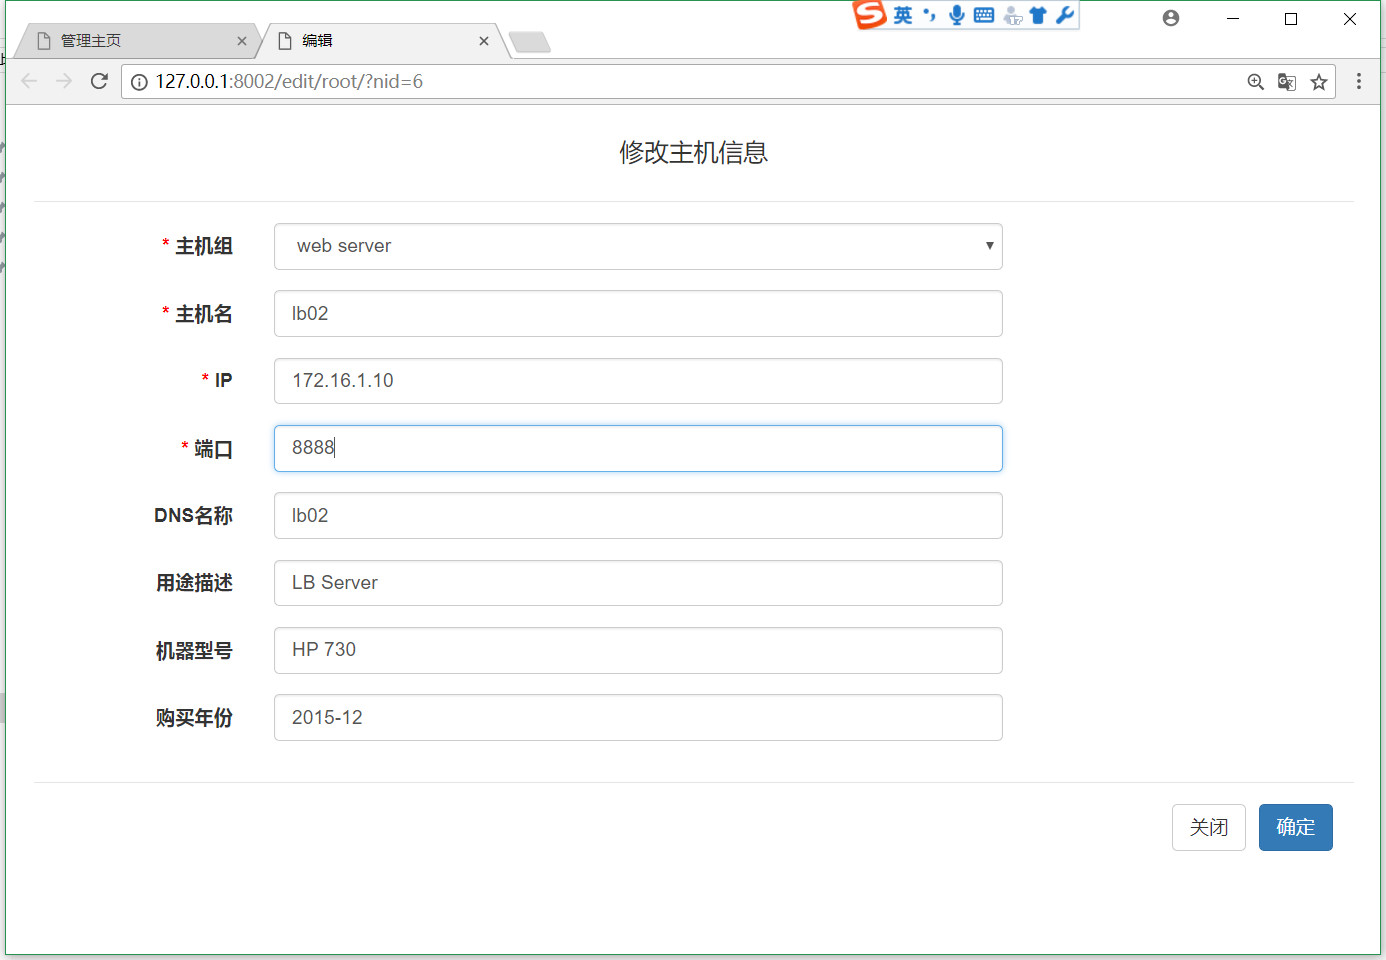 英
管理主页
编辑
127.0.0.1:8002/edit/root/?nid=6
修改主机信息
* 主机组 web server
* 主机名 lb02
* IP 172.16.1.10
* 端口 8888
DNS名称 lb02
用途描述 LB Server
机器型号 HP 730
购买年份 2015-12
关闭 确定